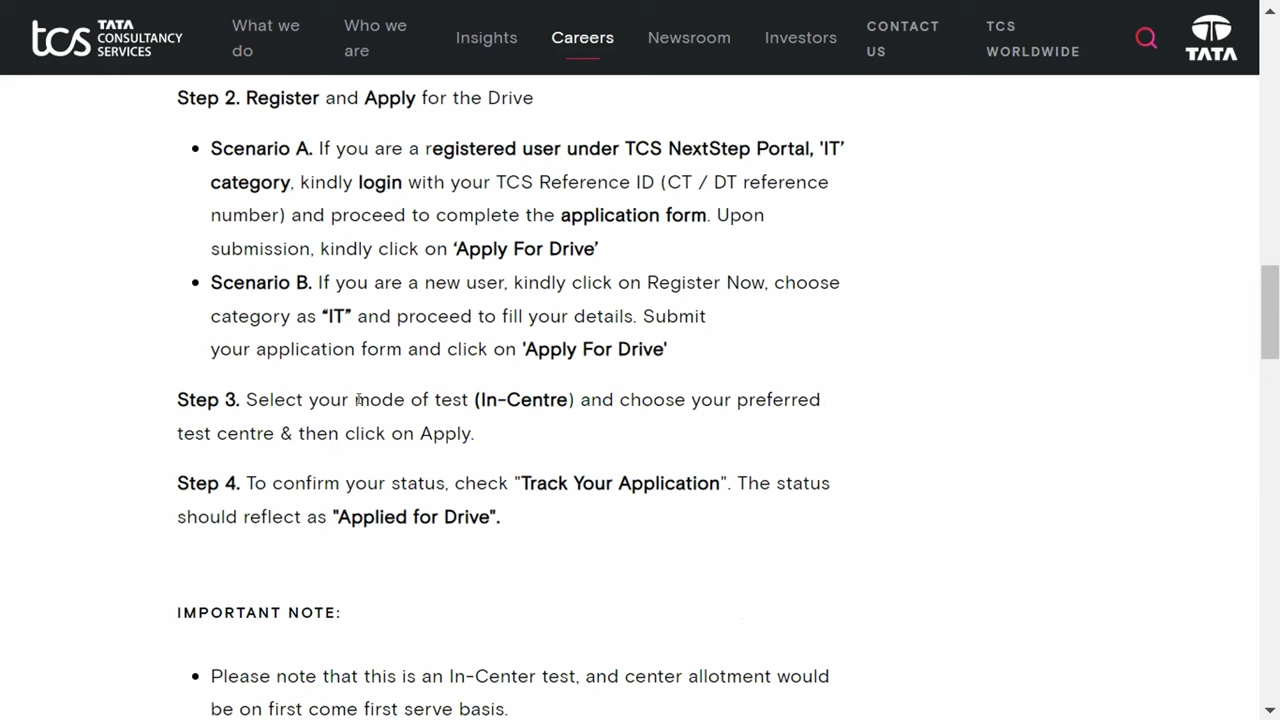 tcs TATA CONSULTANCY SERVICES
What we do
Who we are
Insights
Careers
Newsroom
Investors
CONTACT US
TCS WORLDWIDE
TATA
Step 2. Register and Apply for the Drive
• Scenario A. If you are a registered user under TCS NextStep Portal, 'IT’
category, kindly login with your TCS Reference ID (CT / DT reference
number) and proceed to complete the application form. Upon
submission, kindly click on ‘Apply For Drive’
• Scenario B. If you are a new user, kindly click on Register Now, choose
category as “IT” and proceed to fill your details. Submit
your application form and click on 'Apply For Drive'
Step 3. Select your mode of test (In-Centre) and choose your preferred
test centre & then click on Apply.
Step 4. To confirm your status, check "Track Your Application". The status
should reflect as "Applied for Drive".
IMPORTANT NOTE:
• Please note that this is an In-Center test, and center allotment would
be on first come first serve basis.